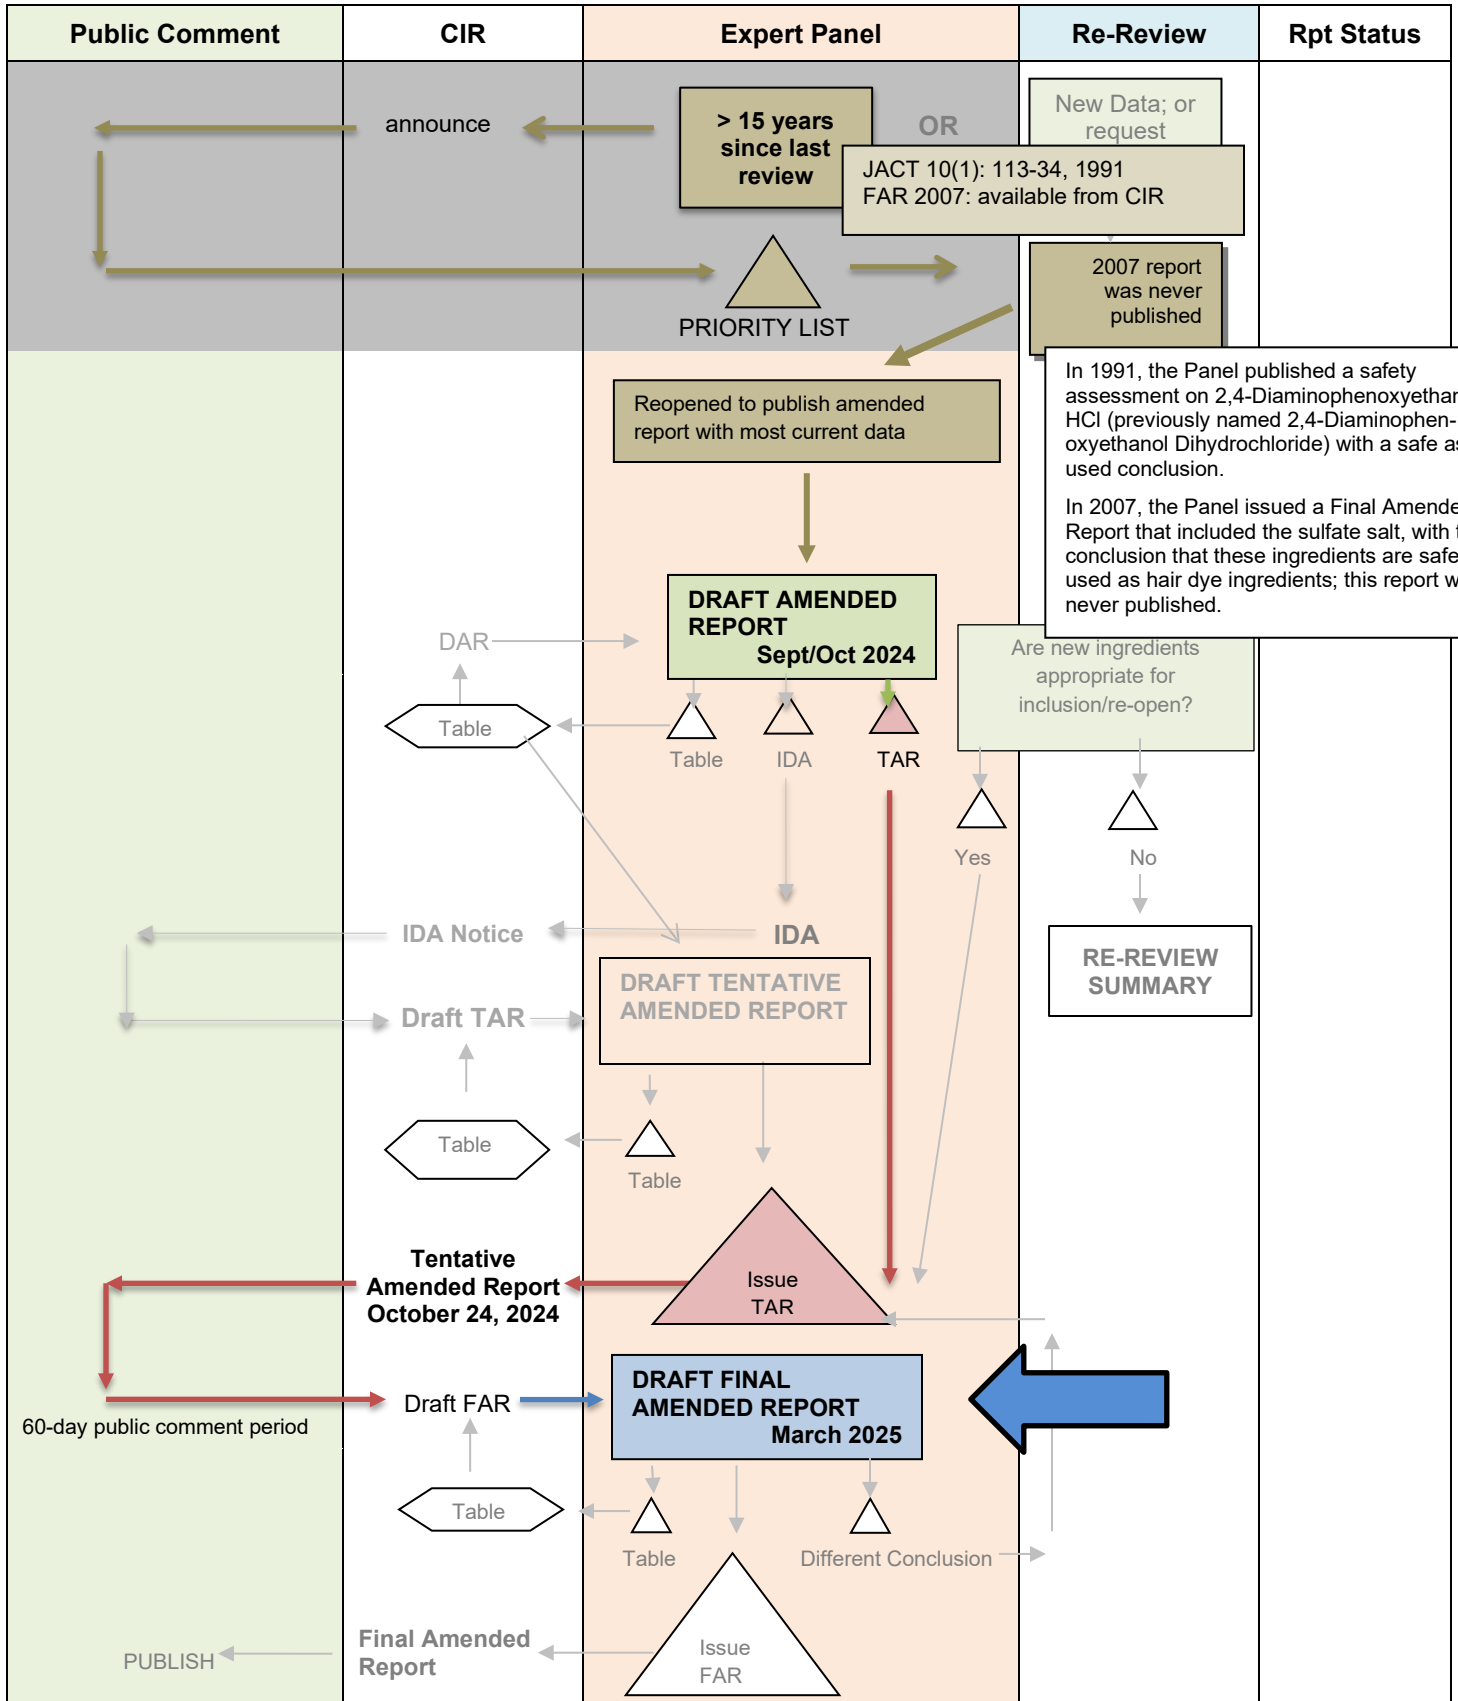 Public Comment
CIR
Expert Panel
Re-Review
Rpt Status
announce
> 15 years
since last
review
OR
New Data; or
request
JACT 10(1): 113-34, 1991
FAR 2007: available from CIR
PRIORITY LIST
2007 report
was never
published
In 1991, the Panel published a safety
assessment on 2,4-Diaminophenoxyethan
HCl (previously named 2,4-Diaminophen-
oxyethanol Dihydrochloride) with a safe as
used conclusion.
In 2007, the Panel issued a Final Amende
Report that included the sulfate salt, with
conclusion that these ingredients are safe
used as hair dye ingredients; this report w
never published.
Reopened to publish amended
report with most current data
DRAFT AMENDED
REPORT
Sept/Oct 2024
DAR
Table
Table
IDA
TAR
Are new ingredients
appropriate for
inclusion/re-open?
Yes
No
IDA Notice
IDA
RE-REVIEW
SUMMARY
DRAFT TENTATIVE
AMENDED REPORT
Draft TAR
Table
Table
Tentative
Amended Report
October 24, 2024
Issue
TAR
DRAFT FINAL
AMENDED REPORT
March 2025
Draft FAR
60-day public comment period
Table
Table
Different Conclusion
Issue
FAR
Final Amended
Report
PUBLISH